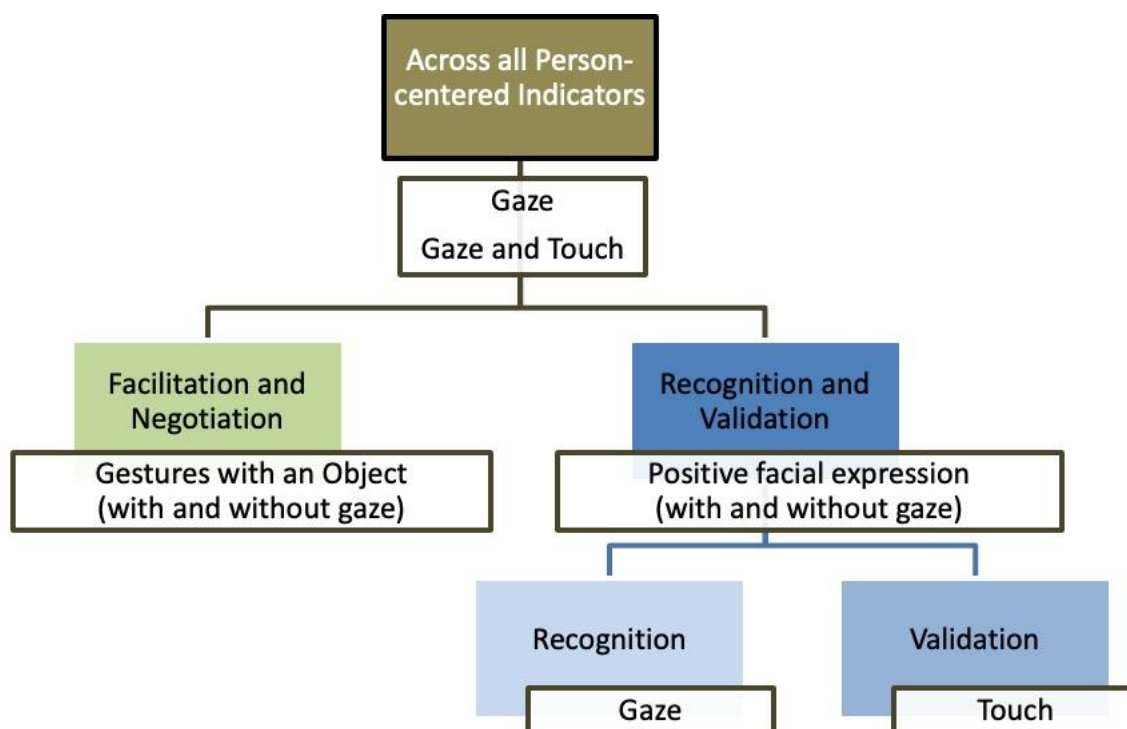 Across all Person-
centered Indicators
Gaze
Gaze and Touch
Facilitation and
Negotiation
Gestures with an Object
(with and without gaze)
Recognition and
Validation
Positive facial expression
(with and without gaze)
Recognition
Gaze
Validation
Touch